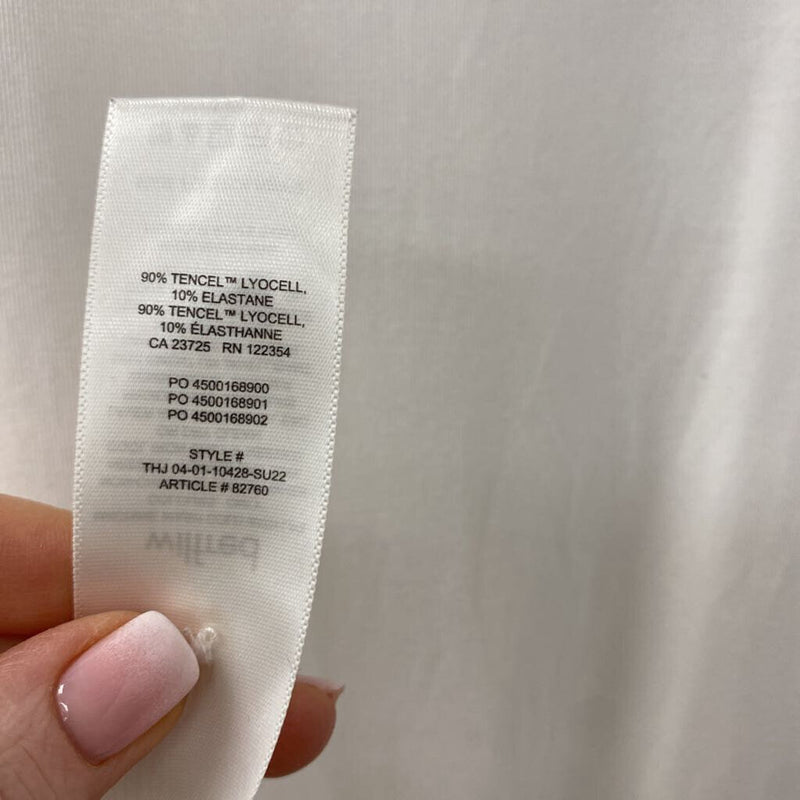 90% TENCEL™ LYOCELL,
10% ELASTANE
90% TENCEL™ LYOCELL,
10% ÉLASTHANNE
CA 23725 RN 122354
PO 4500168900
PO 4500168901
PO 4500168902
STYLE #
THJ 04-01-10428-SU22
ARTICLE # 82760
wilfred